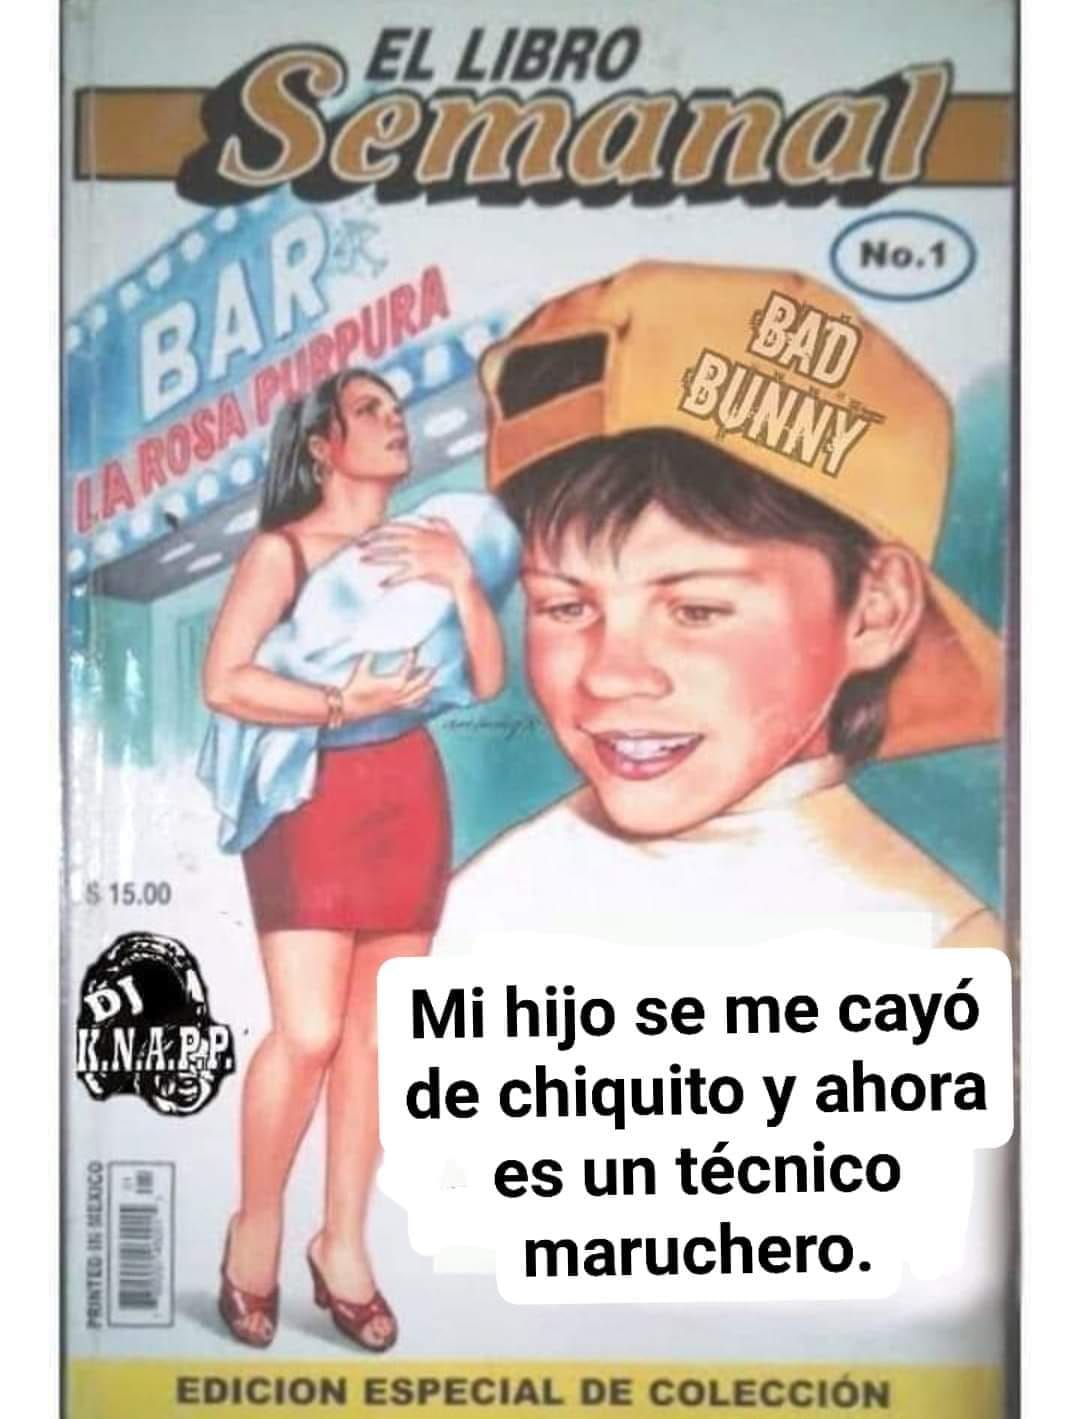 EL LIBRO
Semanal
No.1
BAR
LA ROSA PURPURA
BAD
BUNNY
$ 15.00
DJ
K.N.A.P.P.
Mi hijo se me cayó
de chiquito y ahora
es un técnico
maruchero.
PRINTED IN MEXICO
EDICION ESPECIAL DE COLECCIÓN